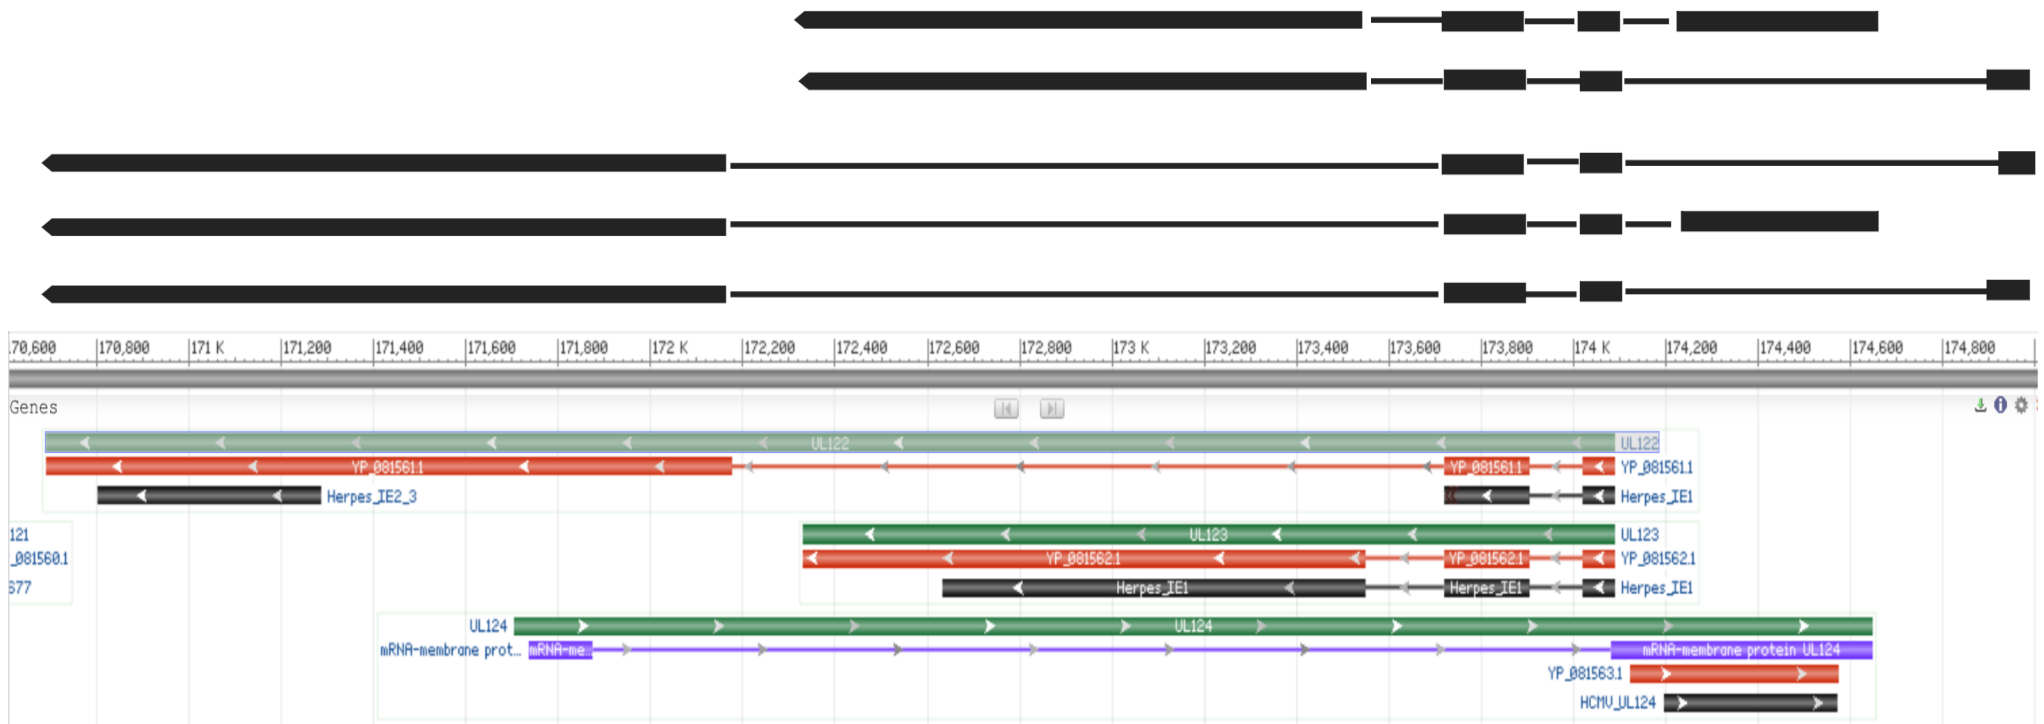 .70,600 170,800 171 K 171,200 171,400 171,600 171,800 172 K 172,200 172,400 172,600 172,800 173 K 173,200 173,400 173,600 173,800 174 K 174,200 174,400 174,600 174,800
Genes
UL122 UL122
YP_081561.1 YP_081561.1 YP_081561.1
Herpes_IE2_3 Herpes_IE1
121 UL123 UL123
_081560.1 YP_081562.1 YP_081562.1 YP_081562.1
677 Herpes_IE1 Herpes_IE1 Herpes_IE1
UL124 UL124
mRNA-membrane prot... mRNA-me... mRNA-membrane protein UL124
YP_081563.1
HCMV_UL124